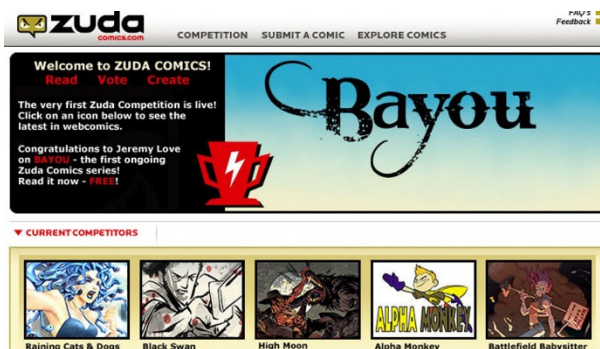 zuda
comics.com
COMPETITION SUBMIT A COMIC EXPLORE COMICS
FAQ's
Feedback
Welcome to ZUDA COMICS!
Read Vote Create
The very first Zuda Competition is live!
Click on an icon below to see the
latest in webcomics.
Congratulations to Jeremy Love
on BAYOU - the first ongoing
Zuda Comics series!
Read it now - FREE!
Bayou
CURRENT COMPETITORS
ALPHA MONKEY
Raining Cats & Dogs Black Swan High Moon Alpha Monkey Battlefield Babysitter